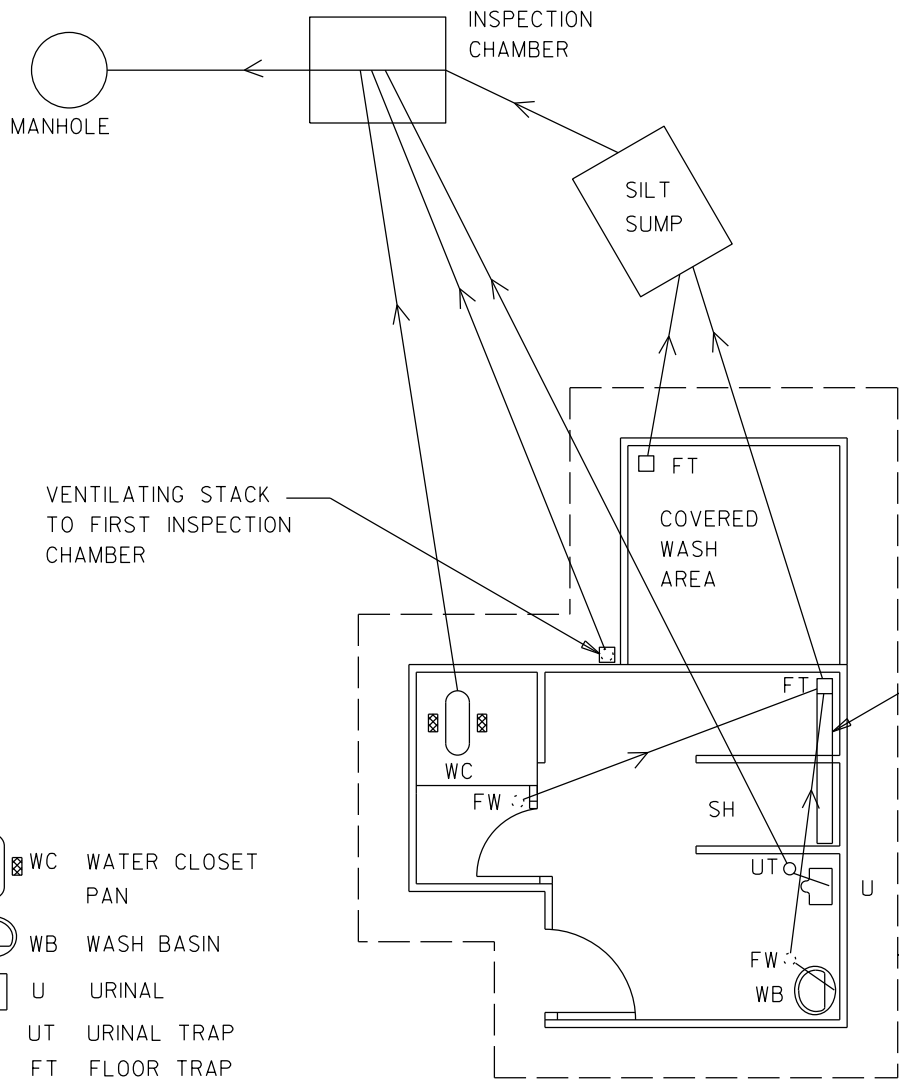 INSPECTION
CHAMBER
MANHOLE
SILT
SUMP
FT
VENTILATING STACK
TO FIRST INSPECTION
CHAMBER
COVERED
WASH
AREA
FT
WC
FW
SH
UT
U
FW
WB
WC WATER CLOSET
PAN
WB WASH BASIN
U URINAL
UT URINAL TRAP
FT FLOOR TRAP